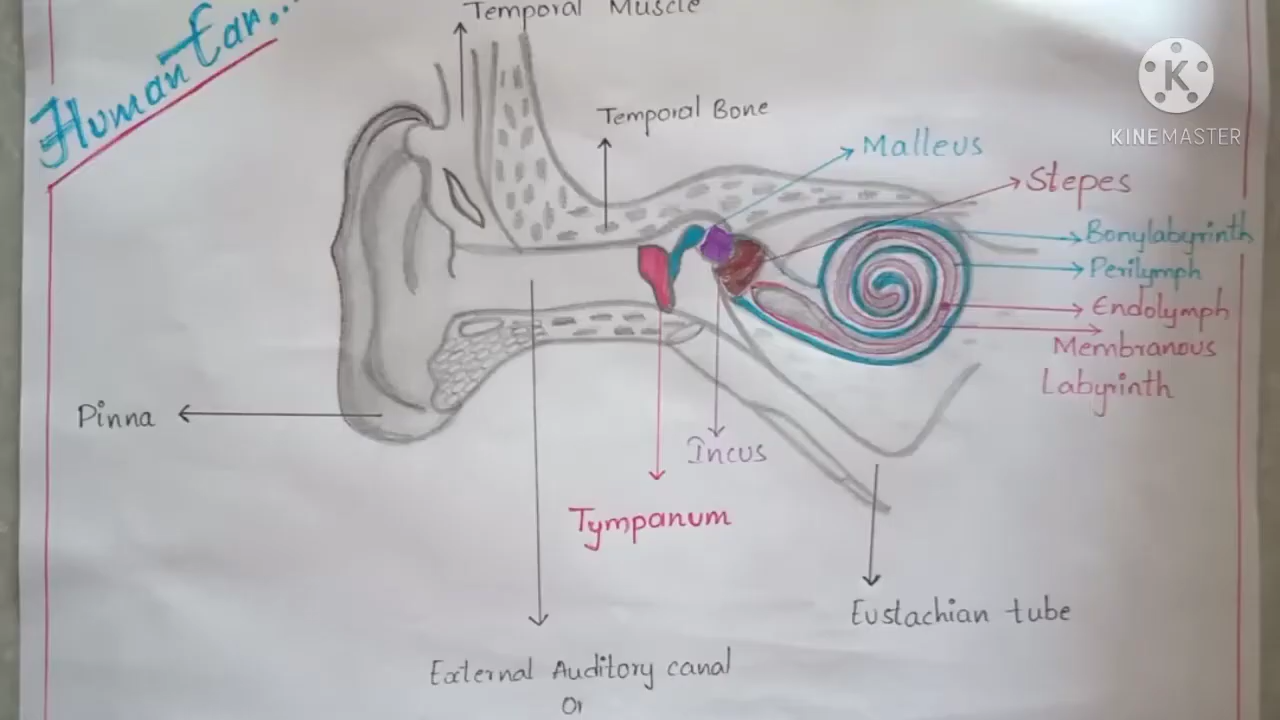 Temporal Muscle
Human Ear...
Temporal Bone
K
KINEMASTER
Malleus
Stepes
Bonylabyrinth
Perilymph
Endolymph
Membranous
Labyrinth
Pinna
Incus
Tympanum
Eustachian tube
External Auditory canal
Or